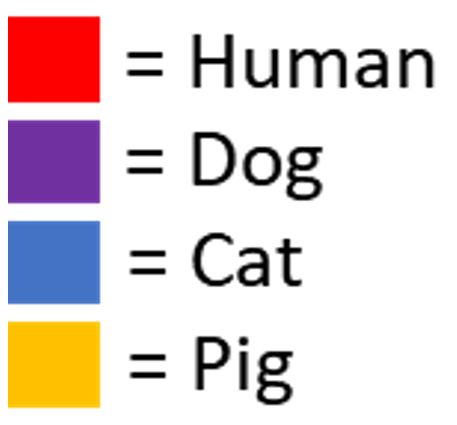 = Human
= Dog
= Cat
= Pig